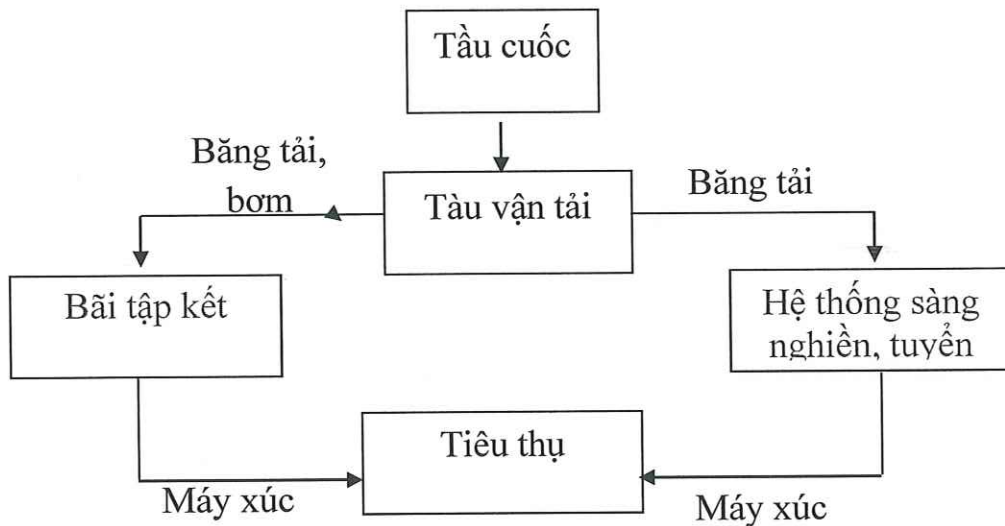 Tầu cuốc
Băng tải,
bơm
Tàu vận tải
Băng tải
Bãi tập kết
Hệ thống sàng
nghiền, tuyển
Tiêu thụ
Máy xúc
Máy xúc